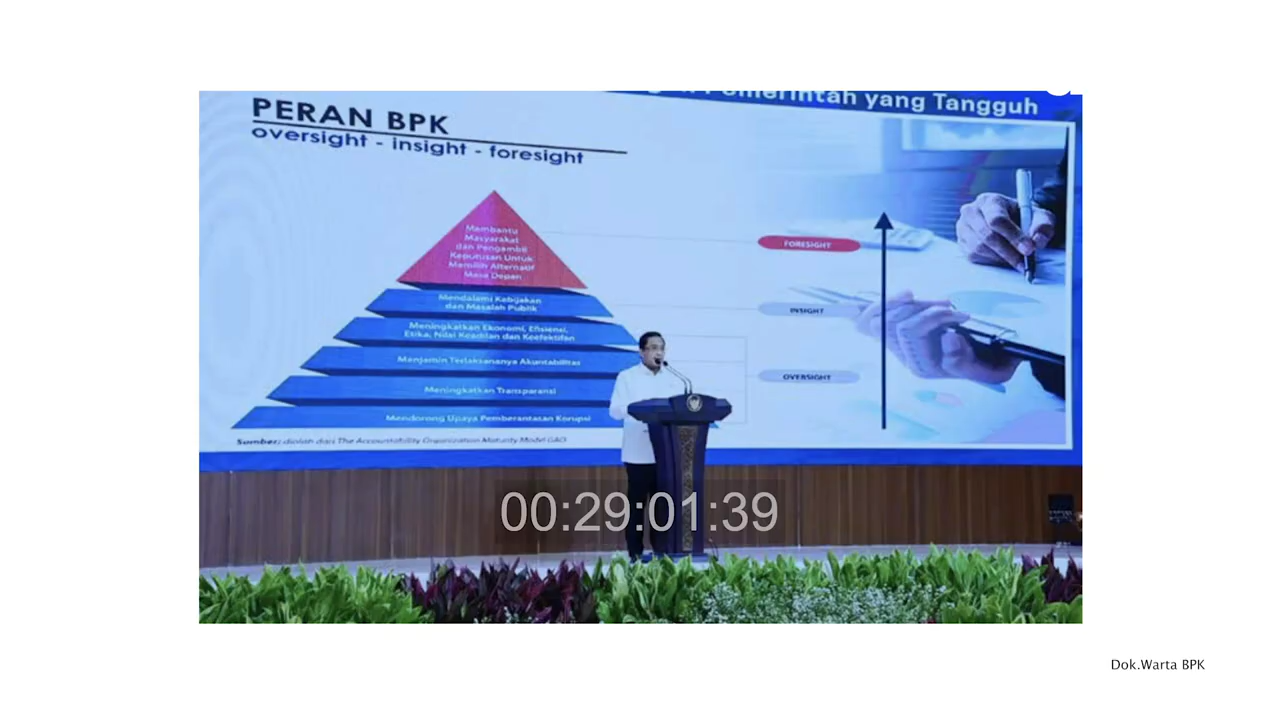 Pemerintah yang Tangguh
PERAN BPK
oversight - insight - foresight
Membantu
Masyarakat
dan Pengambil
Keputusan Untuk
Memilih Alternatif
Masa Depan
FORESIGHT
Mendalami Kebijakan
dan Masalah Publik
INSIGHT
Meningkatkan Ekonomi, Efisiensi,
Etika, Nilai Keadilan dan Keefektifan
Menjamin Terlaksananya Akuntabilitas
OVERSIGHT
Meningkatkan Transparansi
Mendorong Upaya Pemberantasan Korupsi
Sumber: diolah dari The Accountability Organization Maturity Model GAO
00:29:01:39
Dok.Warta BPK